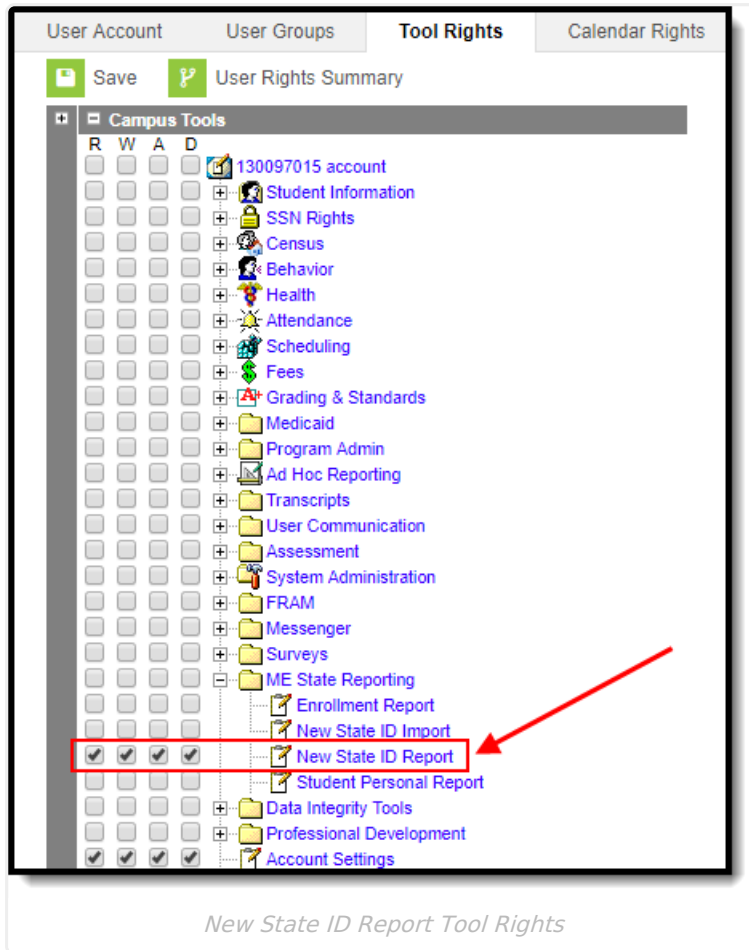 User Account User Groups Tool Rights Calendar Rights
Save User Rights Summary
Campus Tools
R W A D
130097015 account
Student Information
SSN Rights
Census
Behavior
Health
Attendance
Scheduling
Fees
Grading & Standards
Medicaid
Program Admin
Ad Hoc Reporting
Transcripts
User Communication
Assessment
System Administration
FRAM
Messenger
Surveys
ME State Reporting
Enrollment Report
New State ID Import
New State ID Report
Student Personal Report
Data Integrity Tools
Professional Development
Account Settings
New State ID Report Tool Rights